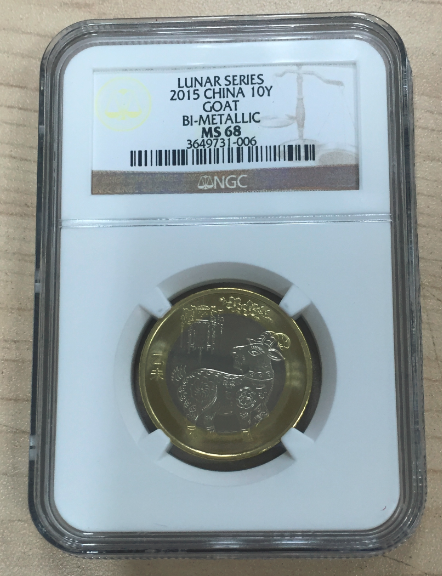 LUNAR SERIES
2015 CHINA 10Y
GOAT
BI-METALLIC
MS 68
3649731-006
NGC